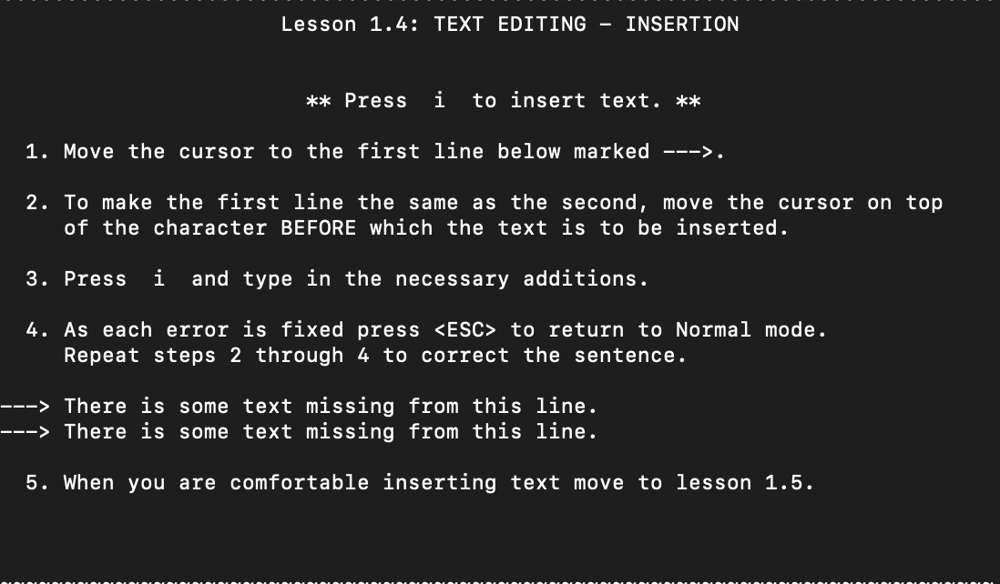 Lesson 1.4: TEXT EDITING - INSERTION
** Press  i  to insert text. **
1. Move the cursor to the first line below marked --->.
2. To make the first line the same as the second, move the cursor on top
of the character BEFORE which the text is to be inserted.
3. Press  i  and type in the necessary additions.
4. As each error is fixed press <ESC> to return to Normal mode.
Repeat steps 2 through 4 to correct the sentence.
---> There is some text missing from this line.
---> There is some text missing from this line.
5. When you are comfortable inserting text move to lesson 1.5.